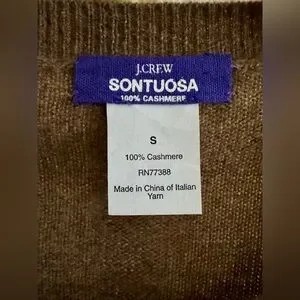 J.CREW
SONTUOSA
100% CASHMERE
S
100% Cashmere
RN77388
Made in China of Italian
Yarn